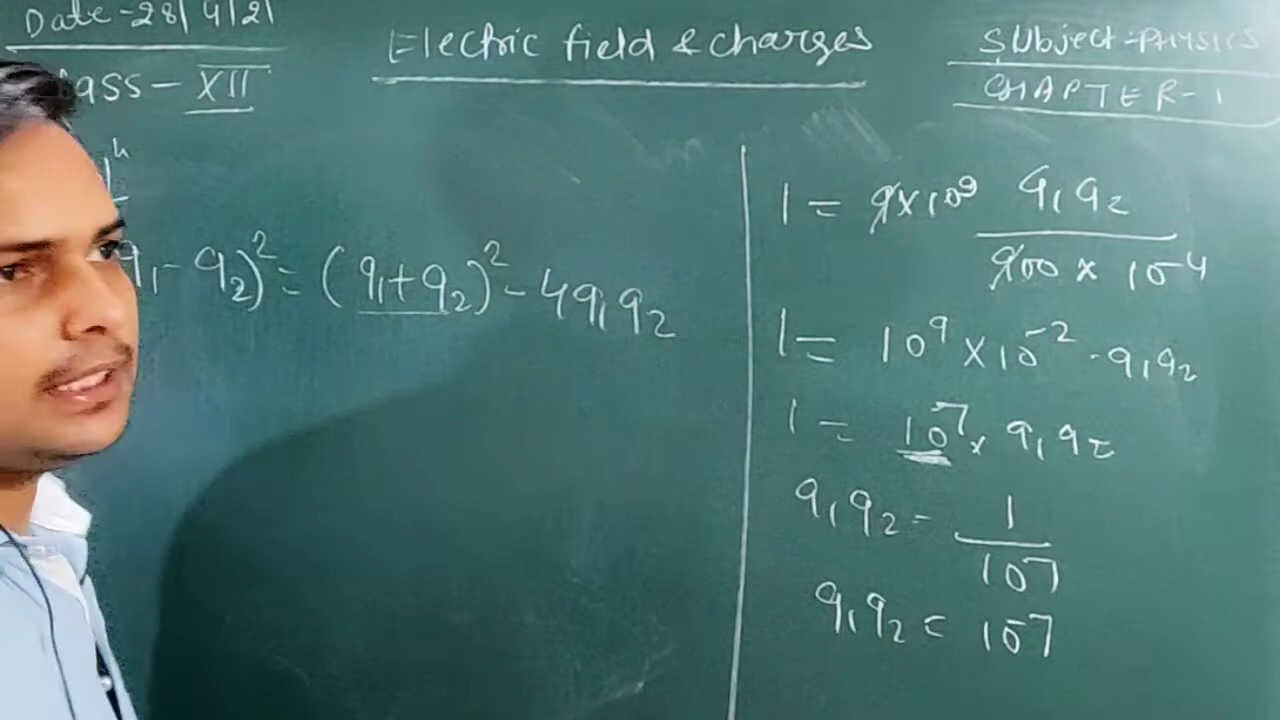 Date - 28/4/21
Electric field & charges
Subject :- PHYSICS
ass - XII
CHAPTER - 1
q₁ - q₂)² = (q₁+q₂)² - 4q₁q₂
1 = 9×10⁹ q₁q₂ / 900 × 10⁻⁴
1 = 10⁹ × 10⁻² · q₁q₂
1 = 10⁷ × q₁q₂
q₁q₂ = 1 / 10⁷
q₁q₂ = 10⁻⁷